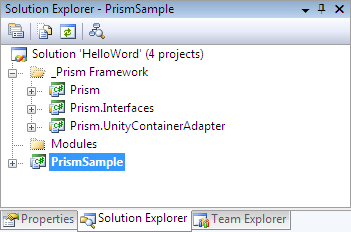 Solution Explorer - PrismSample
Solution 'HelloWord' (4 projects)
_Prism Framework
Prism
Prism.Interfaces
Prism.UnityContainerAdapter
Modules
PrismSample
Properties Solution Explorer Team Explorer